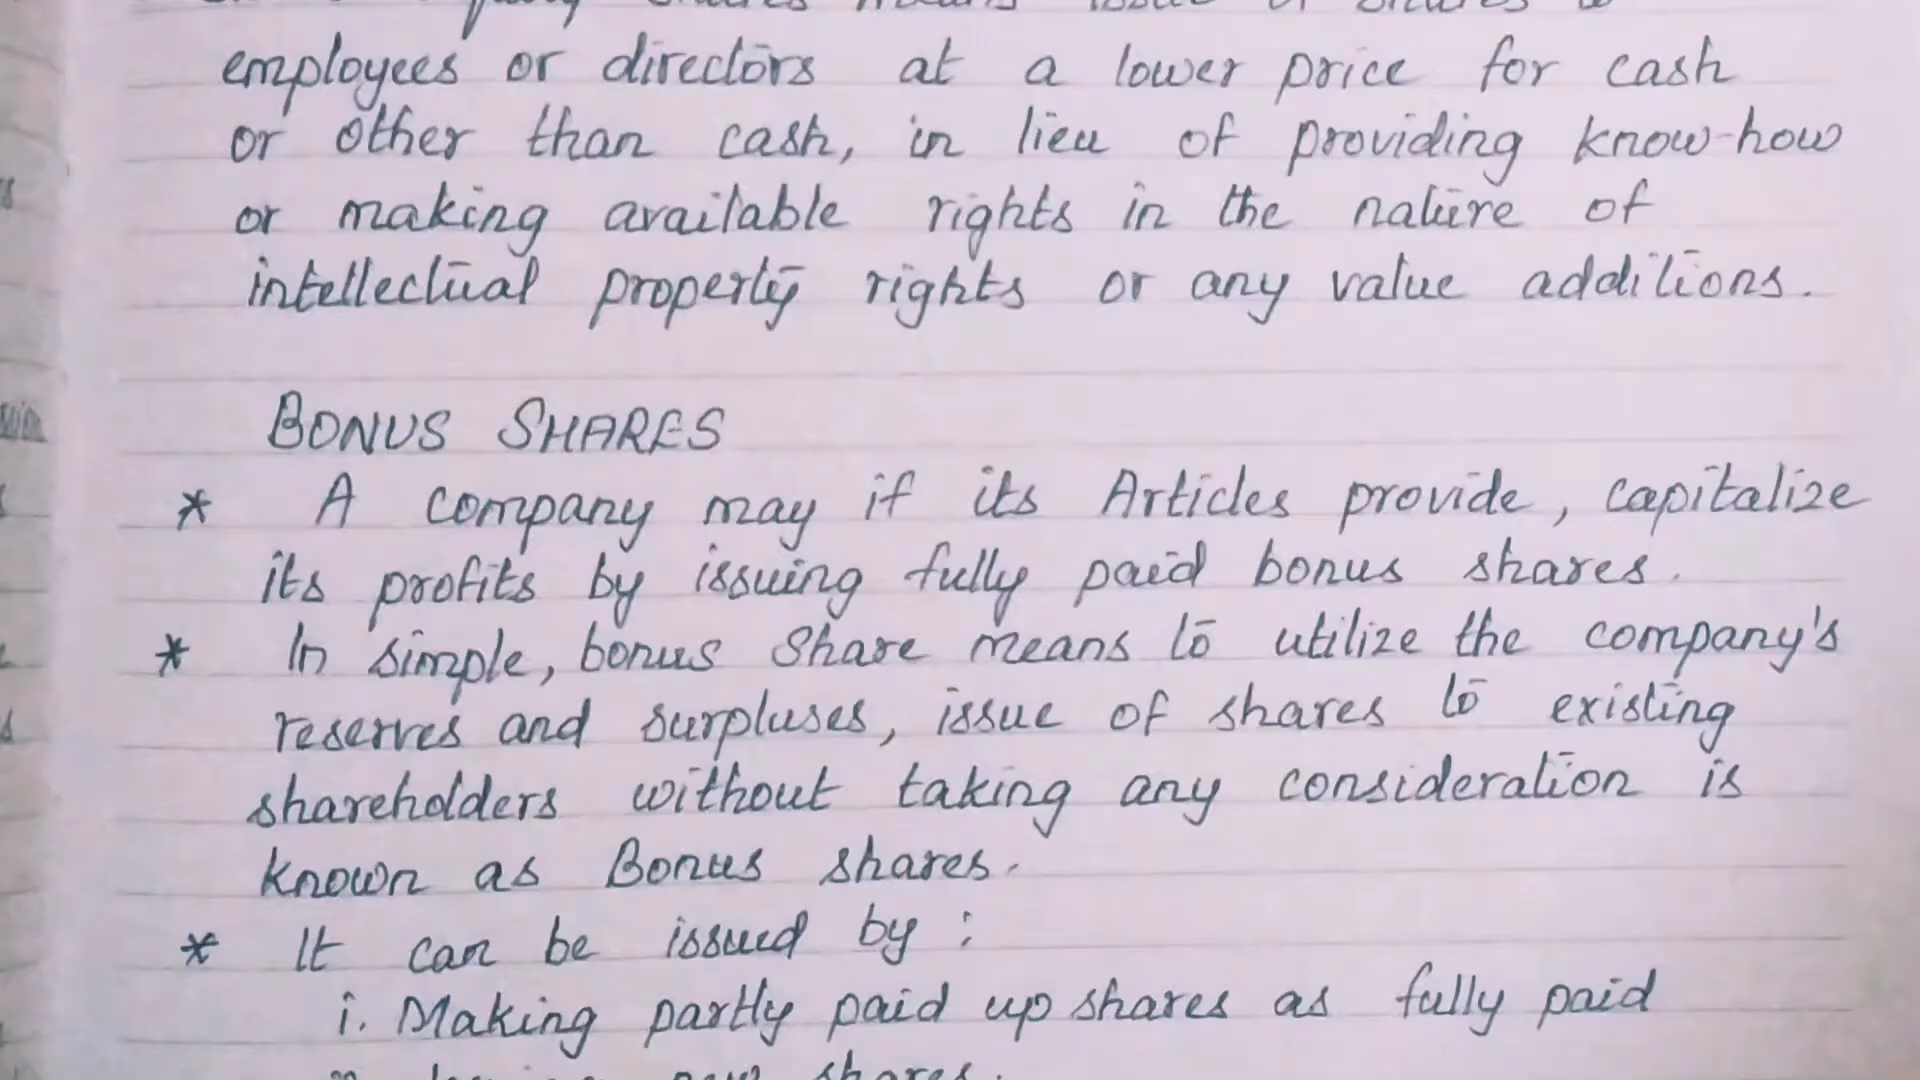 employees or directors at a lower price for cash
or other than cash, in lieu of providing know-how
or making available rights in the nature of
intellectual property rights or any value additions.
BONUS SHARES
* A company may if its Articles provide, capitalize
its profits by issuing fully paid bonus shares.
* In simple, bonus Share means to utilize the company's
reserves and surpluses, issue of shares to existing
shareholders without taking any consideration is
known as Bonus shares.
* It can be issued by :
i. Making partly paid up shares as fully paid
new shares.